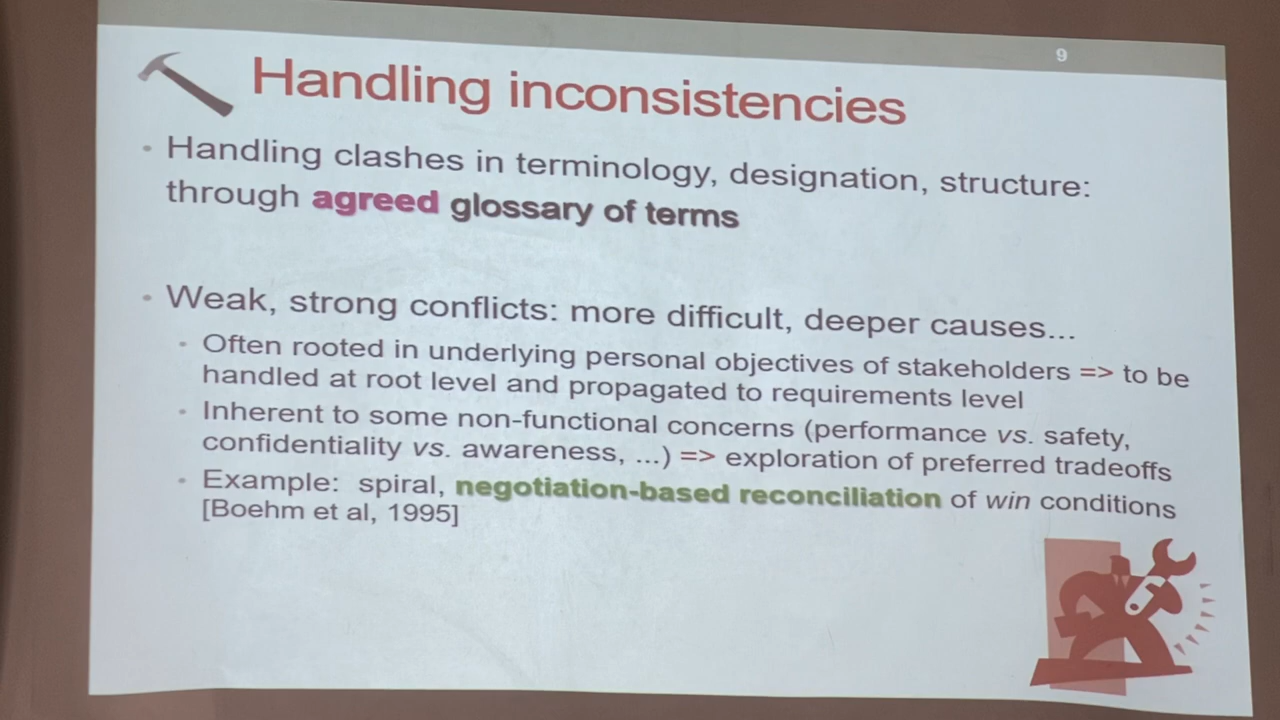 9
Handling inconsistencies
• Handling clashes in terminology, designation, structure:
through agreed glossary of terms
• Weak, strong conflicts: more difficult, deeper causes...
• Often rooted in underlying personal objectives of stakeholders => to be
handled at root level and propagated to requirements level
• Inherent to some non-functional concerns (performance vs. safety,
confidentiality vs. awareness, ...) => exploration of preferred tradeoffs
• Example: spiral, negotiation-based reconciliation of win conditions
[Boehm et al, 1995]